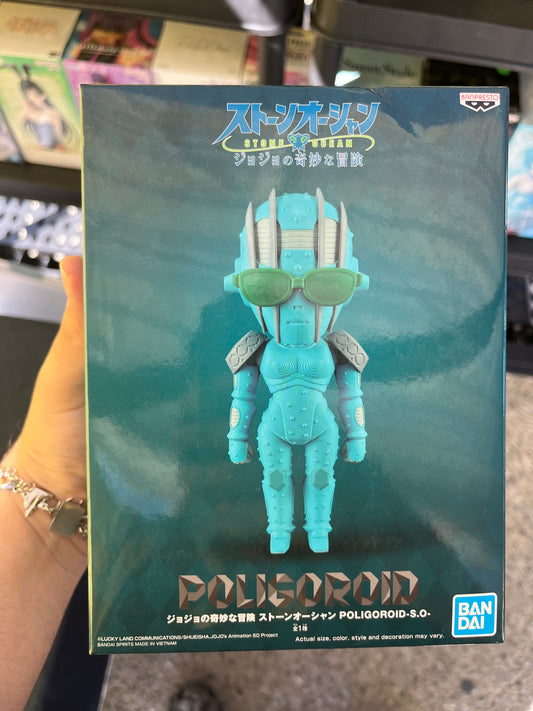 BANPRESTO
ストーンオーシャン
STONE OCEAN
ジョジョの奇妙な冒険
POLIGOROID
ジョジョの奇妙な冒険 ストーンオーシャン POLIGOROID-S.O-
全1種
©LUCKY LAND COMMUNICATIONS/SHUEISHA,JOJO's Animation SO Project
BANDAI SPIRITS MADE IN VIETNAM
Actual size, color, style and decoration may vary.
BAN
DAI